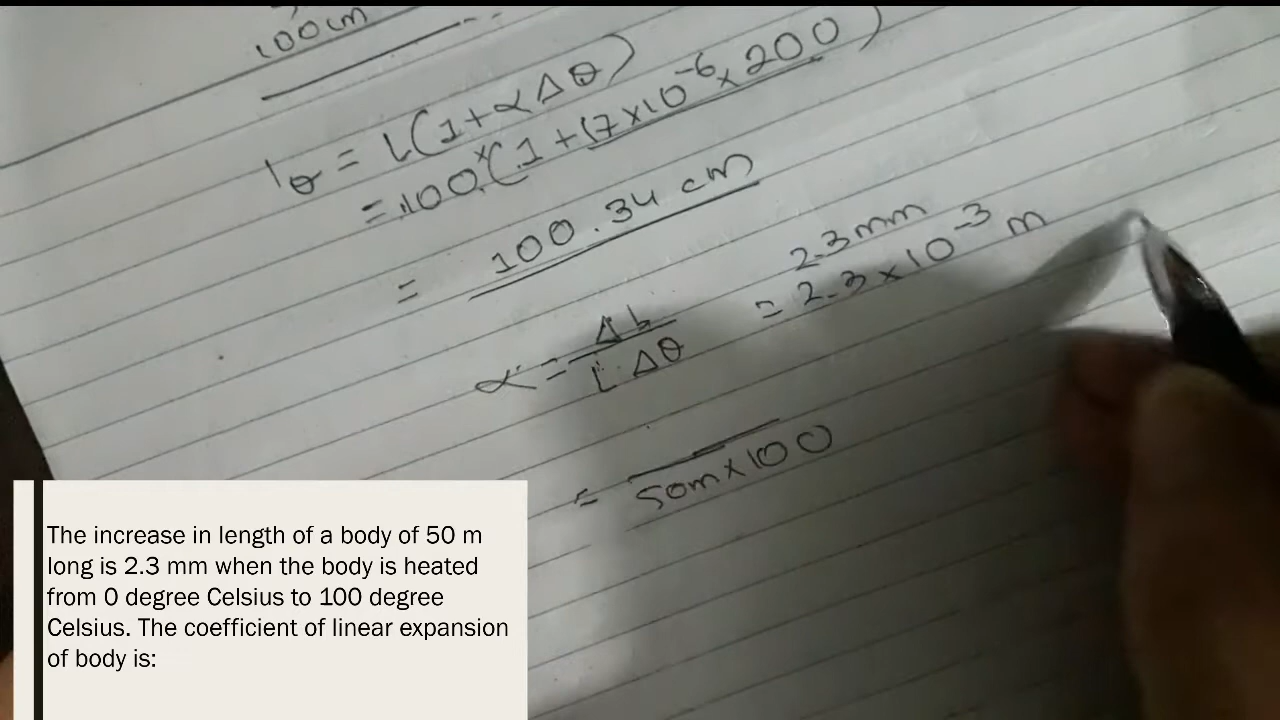 100cm
lθ = L(1+αΔθ)
= 100×(1+17×10⁻⁶×200)
= 100.34 cm
2.3mm
= 2.3×10⁻³ m
α = ΔL / LΔθ
= / 50m×100
The increase in length of a body of 50 m
long is 2.3 mm when the body is heated
from 0 degree Celsius to 100 degree
Celsius. The coefficient of linear expansion
of body is: